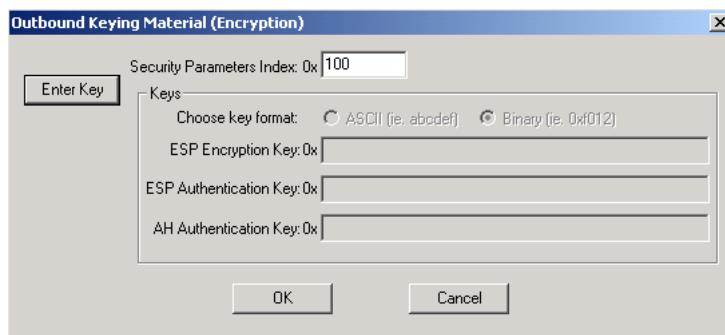 Outbound Keying Material (Encryption)
Security Parameters Index: 0x 100
Enter Key
Keys
Choose key format: ASCII (ie. abcdef) Binary (ie. 0xf012)
ESP Encryption Key: 0x
ESP Authentication Key: 0x
AH Authentication Key: 0x
OK Cancel